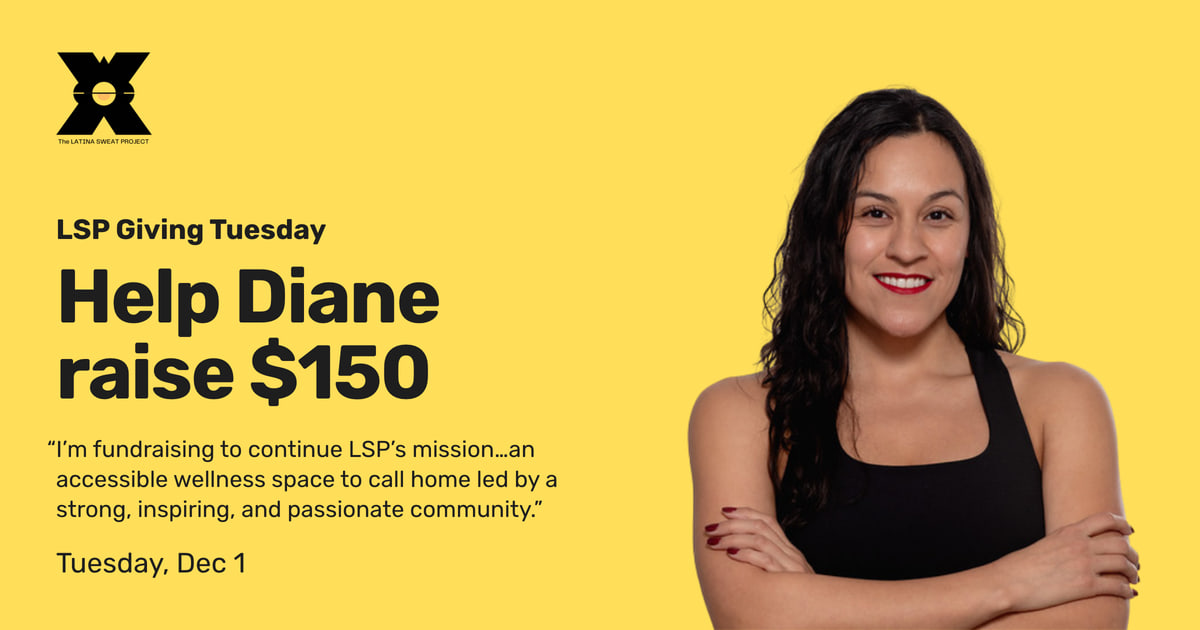 The LATINA SWEAT PROJECT
LSP Giving Tuesday
Help Diane
raise $150
“I’m fundraising to continue LSP’s mission...an
accessible wellness space to call home led by a
strong, inspiring, and passionate community.”
Tuesday, Dec 1